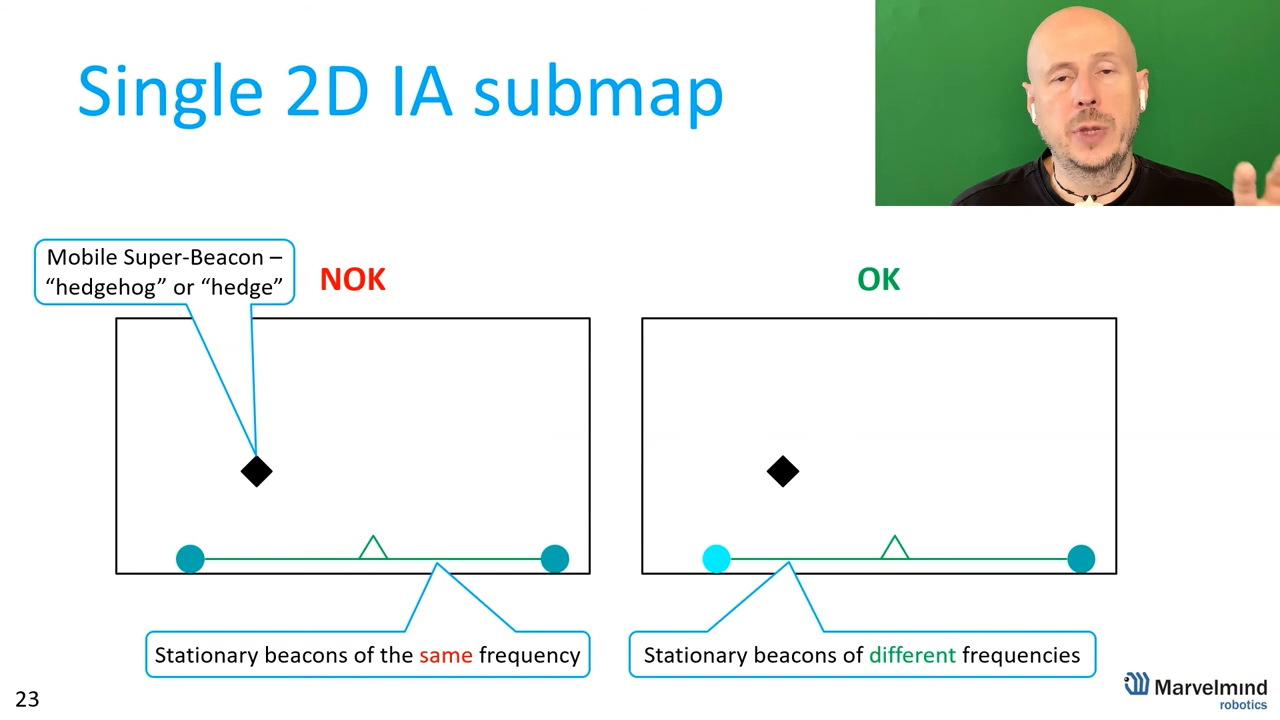 Single 2D IA submap
Mobile Super-Beacon –
“hedgehog” or “hedge”
NOK
OK
Stationary beacons of the same frequency
Stationary beacons of different frequencies
23
Marvelmind
robotics